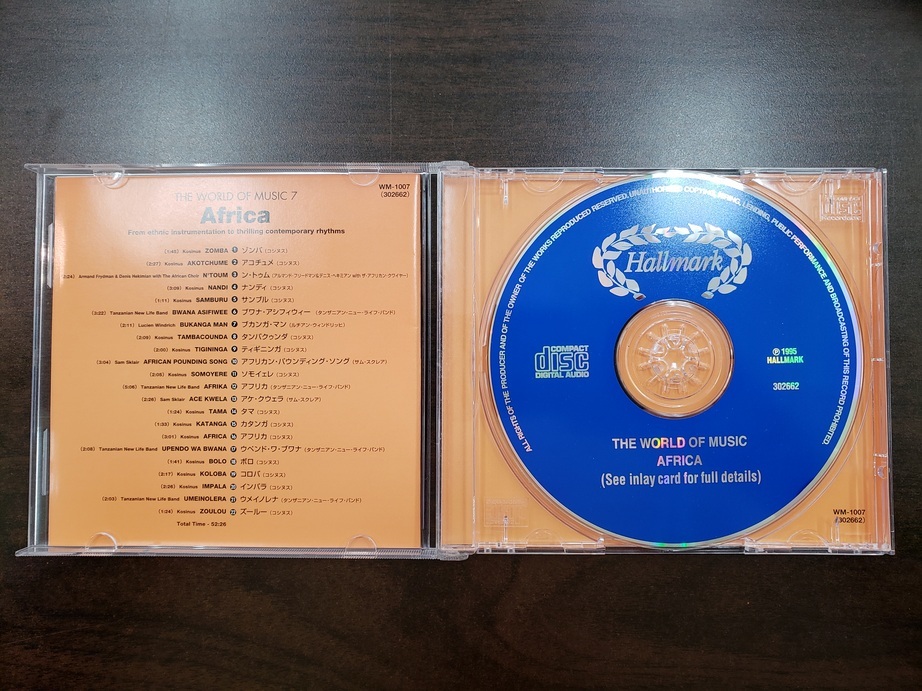 THE WORLD OF MUSIC 7
WM-1007
(302662)
Africa
From ethnic instrumentation to thrilling contemporary rhythms
(1:45) Kosinus ZOMBA 1 ゾンバ (コシヌス)
(2:37) Kosinus AKOTCHUME 2 アコチュメ (コシヌス)
2:24) Armand Frydman & Denis Hekimian with The African Choir N'TOUM 3 ン・トゥム (アルマンド・フリードマン&デニス・ヘキミアン with ザ アフリカン・クワイヤー)
(3:09) Kosinus NANDI 4 ナンディ (コシヌス)
(1:11) Kosinus SAMBURU 5 サンブル (コシヌス)
(3:22) Tanzanian New Life Band BWANA ASIFIWEE 6 ブワナ・アシフィウィー (タンザニアン・ニュー・ライフ・バンド)
(2:11) Lucien Windrich BUKANGA MAN 7 ブカンガ・マン (ルチアン・ウィンドリッヒ)
(2:09) Kosinus TAMBACOUNDA 8 タンバクゥンダ (コシヌス)
(2:00) Kosinus TIGININGA 9 ティギニンガ (コシヌス)
(3:04) Sam Sklair AFRICAN POUNDING SONG 10 アフリカン・パウンディング・ソング (サム・スクレア)
(2:05) Kosinus SOMOYERE 11 ソモイェレ (コシヌス)
(5:06) Tanzanian New Life Band AFRIKA 12 アフリカ (タンザニアン・ニュー・ライフ・バンド)
(2:26) Sam Sklair ACE KWELA 13 アケ・クウェラ (サム・スクレア)
(1:24) Kosinus TAMA 14 タマ (コシヌス)
(1:33) Kosinus KATANGA 15 カタンガ (コシヌス)
(3:01) Kosinus AFRICA 16 アフリカ (コシヌス)
(2:08) Tanzanian New Life Band UPENDO WA BWANA 17 ウペンド・ワ・ブワナ (タンザニアン・ニュー・ライフ・バンド)
(1:41) Kosinus BOLO 18 ボロ (コシヌス)
(2:17) Kosinus KOLOBA 19 コロバ (コシヌス)
(2:26) Kosinus IMPALA 20 インパラ (コシヌス)
(2:03) Tanzanian New Life Band UMEINOLERA 21 ウメイノレナ (タンザニアン・ニュー・ライフ・バンド)
(1:24) Kosinus ZOULOU 22 ズールー (コシヌス)
Total Time - 52:26
ALL RIGHTS OF THE PRODUCER AND OF THE OWNER OF THE WORKS REPRODUCED RESERVED. UNAUTHORISED COPYING, HIRING, LENDING, PUBLIC PERFORMANCE AND BROADCASTING OF THIS RECORD PROHIBITED.
Hallmark
COMPACT
disc
DIGITAL AUDIO
℗ 1995
HALLMARK
302662
THE WORLD OF MUSIC
AFRICA
(See inlay card for full details)
WM-1007
(302662)